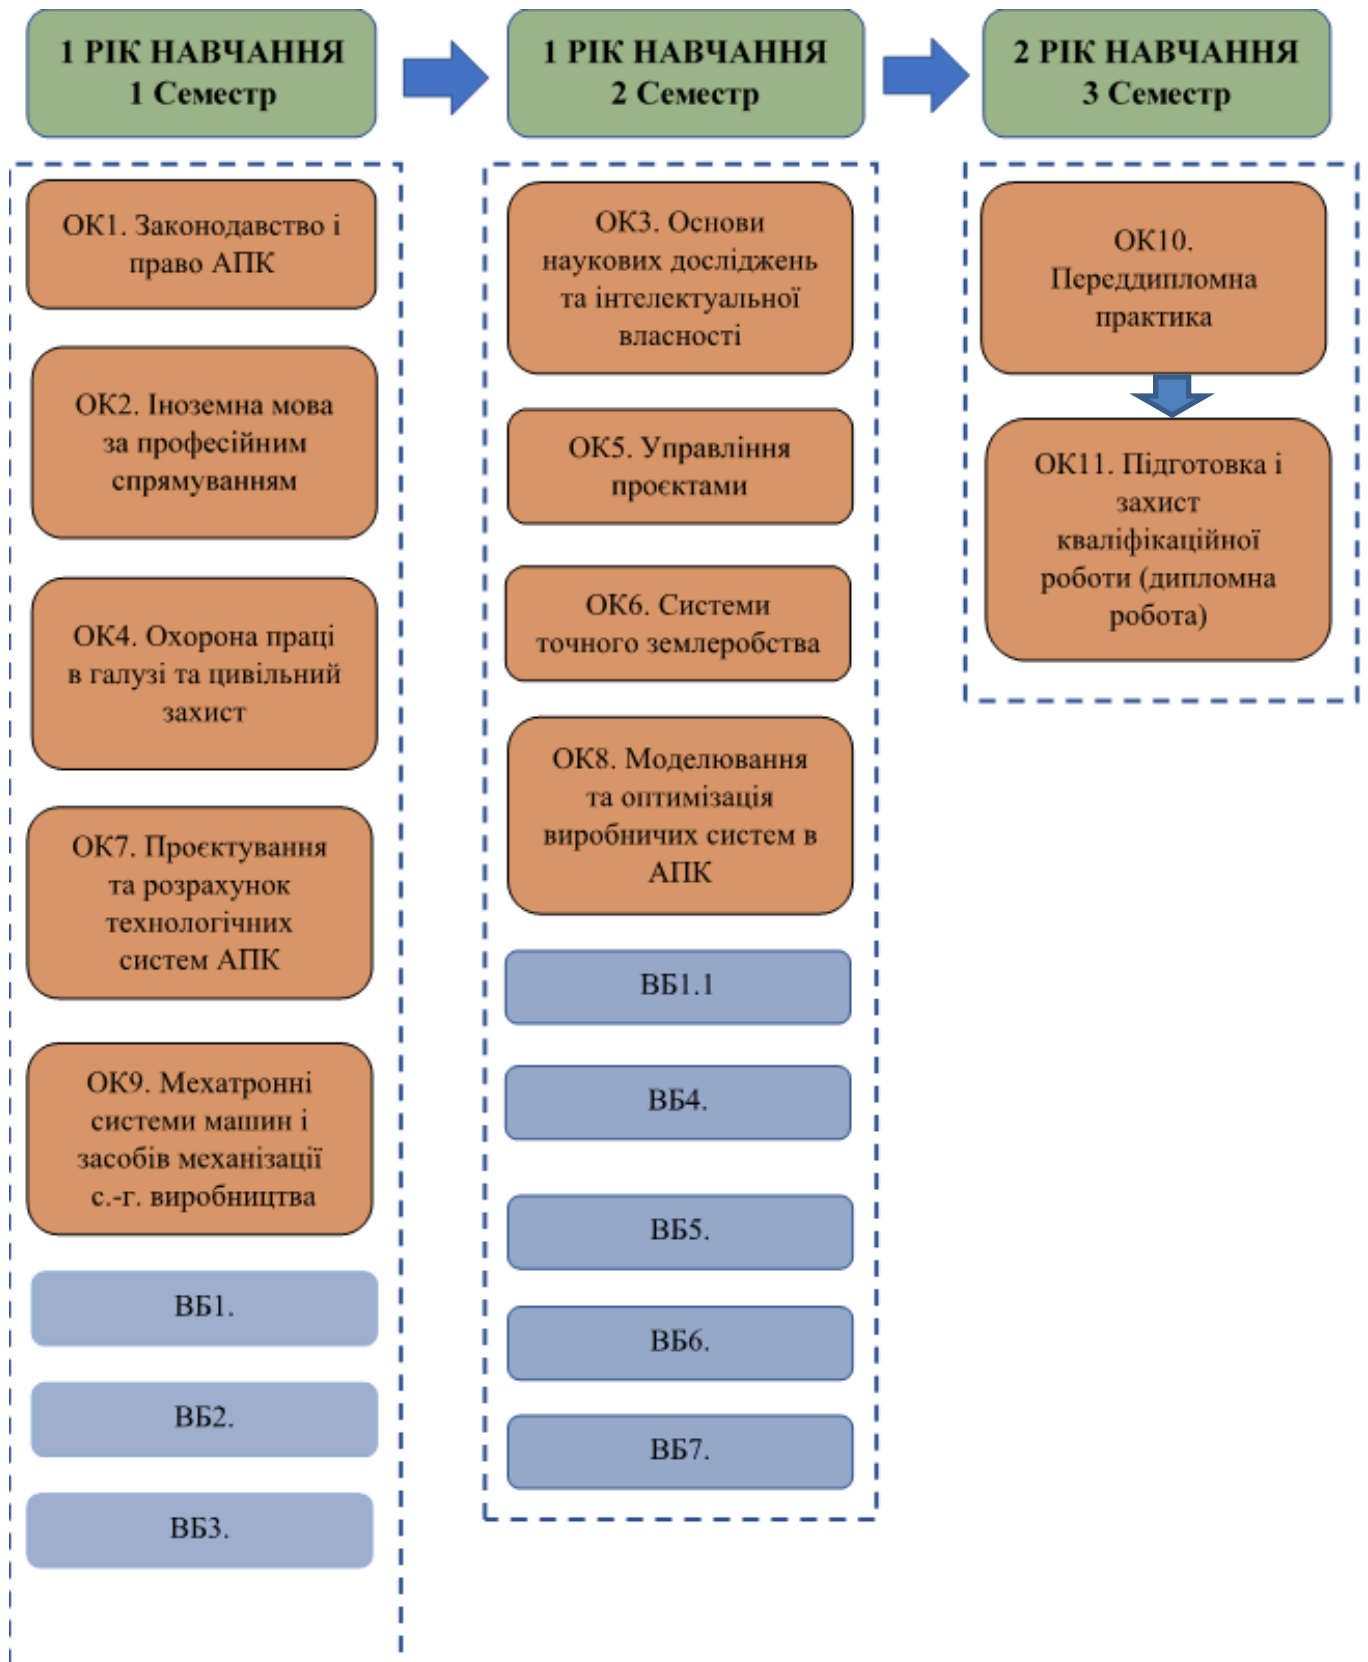 1 РІК НАВЧАННЯ
1 Семестр
1 РІК НАВЧАННЯ
2 Семестр
2 РІК НАВЧАННЯ
3 Семестр
ОК1. Законодавство і
право АПК
ОК2. Іноземна мова
за професійним
спрямуванням
ОК4. Охорона праці
в галузі та цивільний
захист
ОК7. Проєктування
та розрахунок
технологічних
систем АПК
ОК9. Мехатронні
системи машин і
засобів механізації
с.-г. виробництва
ВБ1.
ВБ2.
ВБ3.
ОК3. Основи
наукових досліджень
та інтелектуальної
власності
ОК5. Управління
проєктами
ОК6. Системи
точного землеробства
ОК8. Моделювання
та оптимізація
виробничих систем в
АПК
ВБ1.1
ВБ4.
ВБ5.
ВБ6.
ВБ7.
ОК10.
Переддипломна
практика
ОК11. Підготовка і
захист
кваліфікаційної
роботи (дипломна
робота)